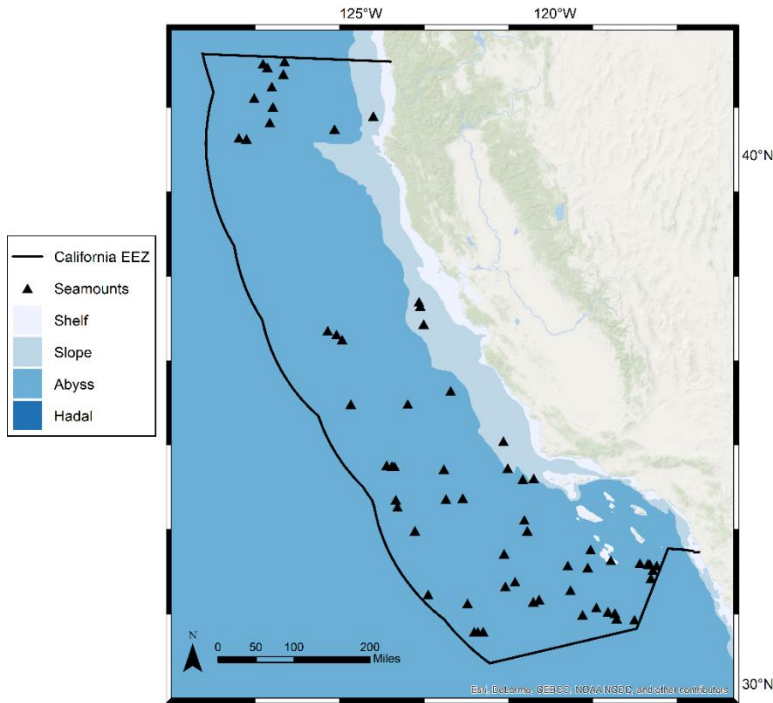 125°W
120°W
40°N
California EEZ
Seamounts
Shelf
Slope
Abyss
Hadal
N
0 50 100 200
Miles
30°N
Esri, DeLorme, GEBCO, NOAA NGDC, and other contributors